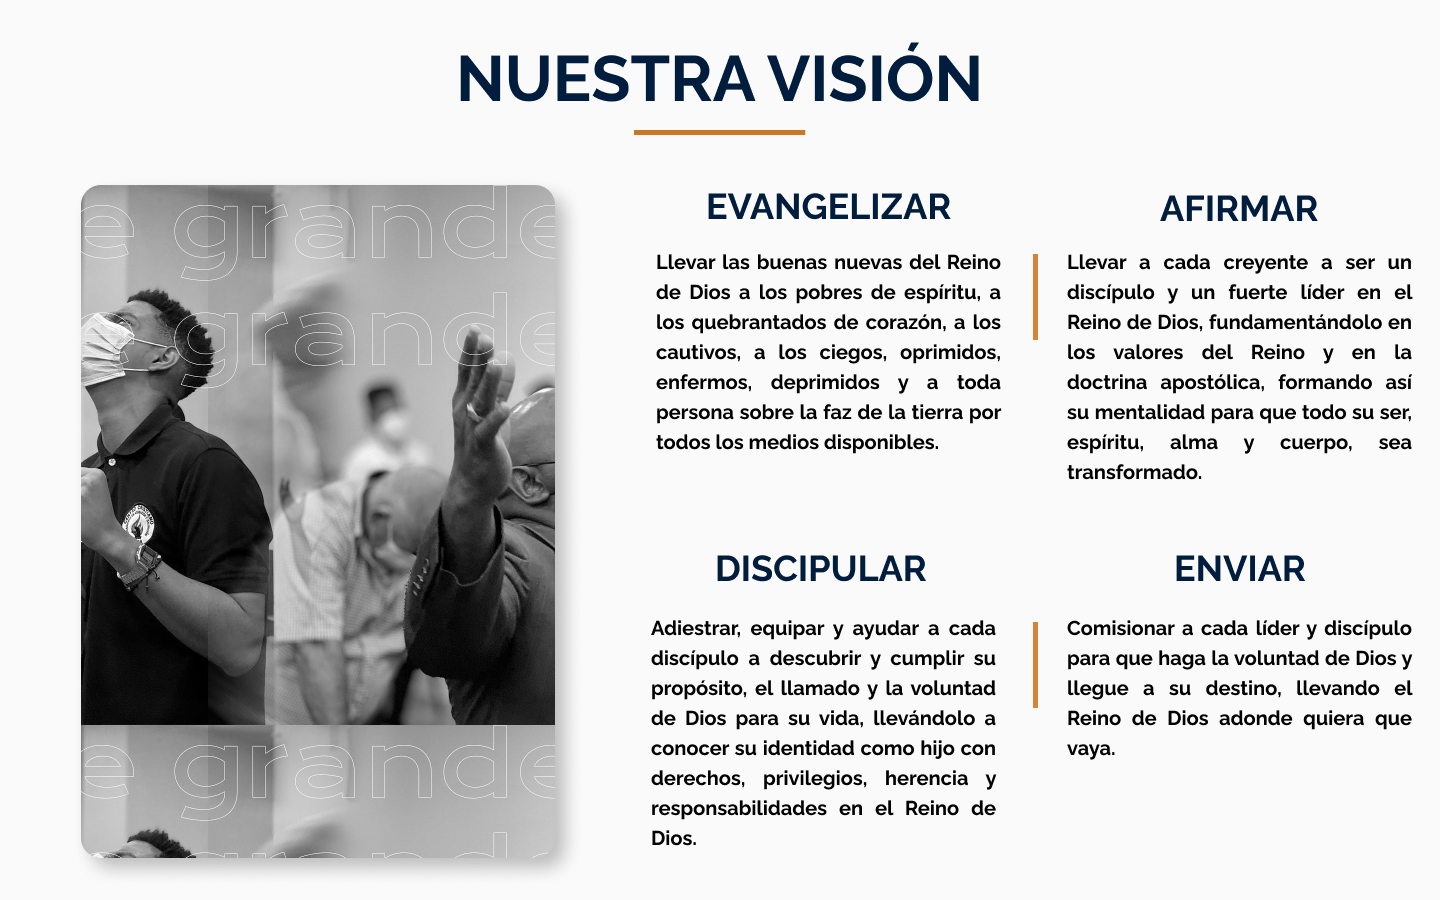 NUESTRA VISIÓN
e grande
e grande
e grande
grande
EVANGELIZAR
Llevar las buenas nuevas del Reino
de Dios a los pobres de espíritu, a
los quebrantados de corazón, a los
cautivos, a los ciegos, oprimidos,
enfermos, deprimidos y a toda
persona sobre la faz de la tierra por
todos los medios disponibles.
AFIRMAR
Llevar a cada creyente a ser un
discípulo y un fuerte líder en el
Reino de Dios, fundamentándolo en
los valores del Reino y en la
doctrina apostólica, formando así
su mentalidad para que todo su ser,
espíritu, alma y cuerpo, sea
transformado.
DISCIPULAR
Adiestrar, equipar y ayudar a cada
discípulo a descubrir y cumplir su
propósito, el llamado y la voluntad
de Dios para su vida, llevándolo a
conocer su identidad como hijo con
derechos, privilegios, herencia y
responsabilidades en el Reino de
Dios.
ENVIAR
Comisionar a cada líder y discípulo
para que haga la voluntad de Dios y
llegue a su destino, llevando el
Reino de Dios adonde quiera que
vaya.